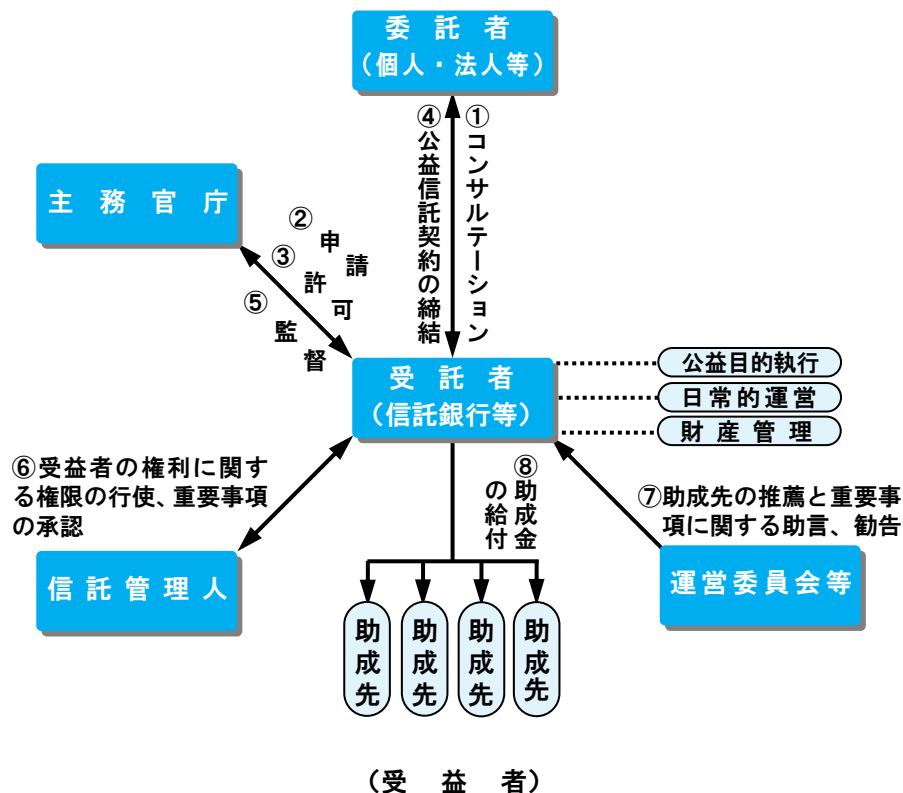 委託者
（個人・法人等）
①コンサルテーション
④公益信託契約の締結
主務官庁
②申請
③許可
⑤監督
受託者
（信託銀行等）
公益目的執行
日常的運営
財産管理
⑥受益者の権利に関す
る権限の行使、重要事項
の承認
⑧助成金
の給付
⑦助成先の推薦と重要事
項に関する助言、勧告
信託管理人
運営委員会等
助成先
助成先
助成先
助成先
（受益者）